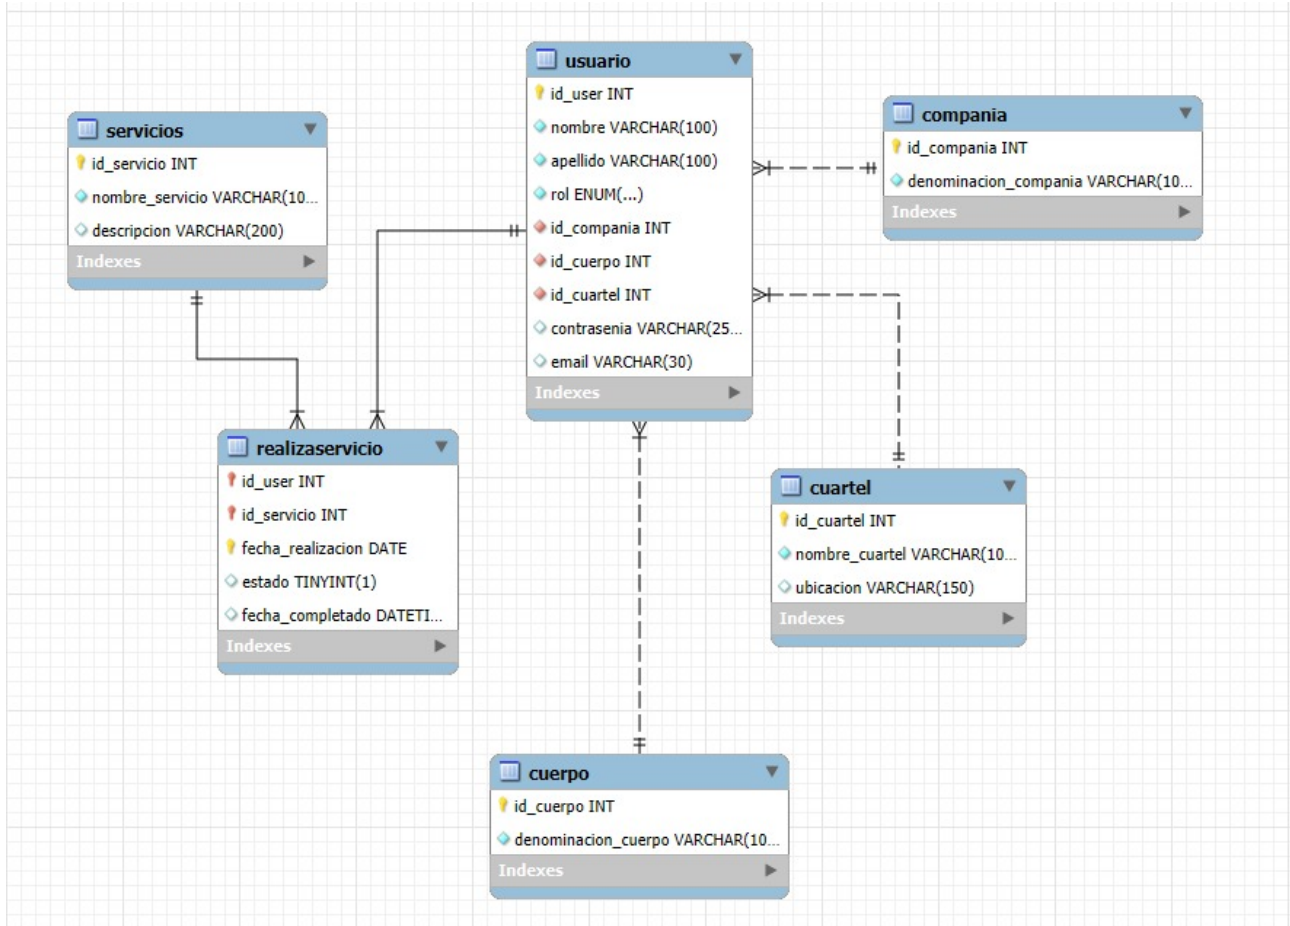 usuario
id_user INT
nombre VARCHAR(100)
apellido VARCHAR(100)
rol ENUM(...)
id_compania INT
id_cuerpo INT
id_cuartel INT
contrasenia VARCHAR(25...
email VARCHAR(30)
Indexes
servicios
id_servicio INT
nombre_servicio VARCHAR(10...
descripcion VARCHAR(200)
Indexes
compania
id_compania INT
denominacion_compania VARCHAR(10...
Indexes
realizaservicio
id_user INT
id_servicio INT
fecha_realizacion DATE
estado TINYINT(1)
fecha_completado DATETI...
Indexes
cuartel
id_cuartel INT
nombre_cuartel VARCHAR(10...
ubicacion VARCHAR(150)
Indexes
cuerpo
id_cuerpo INT
denominacion_cuerpo VARCHAR(10...
Indexes